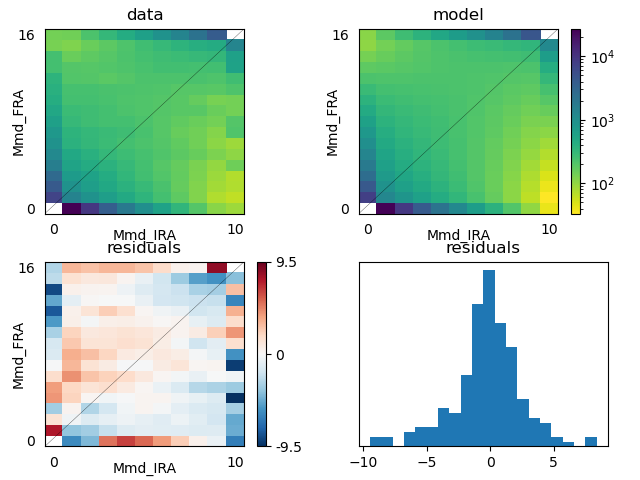 data
model
16
16
Mmd_FRA
Mmd_FRA
10⁴
10³
10²
0
0
0
10
0
10
Mmd_IRA
Mmd_IRA
residuals
residuals
16
9.5
Mmd_FRA
0
0
-9.5
0
10
−10
−5
0
5
Mmd_IRA